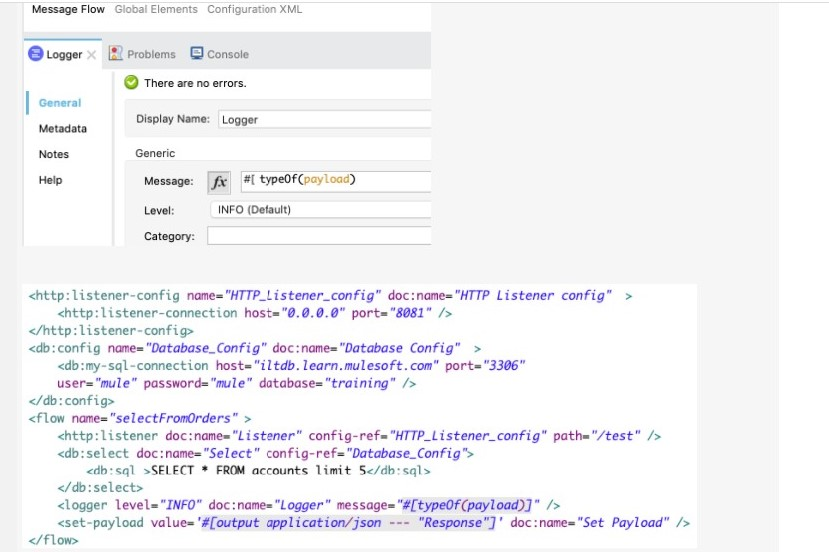 Message Flow Global Elements Configuration XML
Logger Problems Console
There are no errors.
General
Display Name: Logger
Metadata
Notes
Generic
Help
Message: fx #[ typeOf(payload)
Level: INFO (Default)
Category:
<http:listener-config name="HTTP_Listener_config" doc:name="HTTP Listener config" >
<http:listener-connection host="0.0.0.0" port="8081" />
</http:listener-config>
<db:config name="Database_Config" doc:name="Database Config" >
<db:my-sql-connection host="iltdb.learn.mulesoft.com" port="3306"
user="mule" password="mule" database="training" />
</db:config>
<flow name="selectFromOrders" >
<http:listener doc:name="Listener" config-ref="HTTP_Listener_config" path="/test" />
<db:select doc:name="Select" config-ref="Database_Config">
<db:sql >SELECT * FROM accounts limit 5</db:sql>
</db:select>
<logger level="INFO" doc:name="Logger" message="#[typeOf(payload)]" />
<set-payload value='#[output application/json --- "Response"]' doc:name="Set Payload" />
</flow>